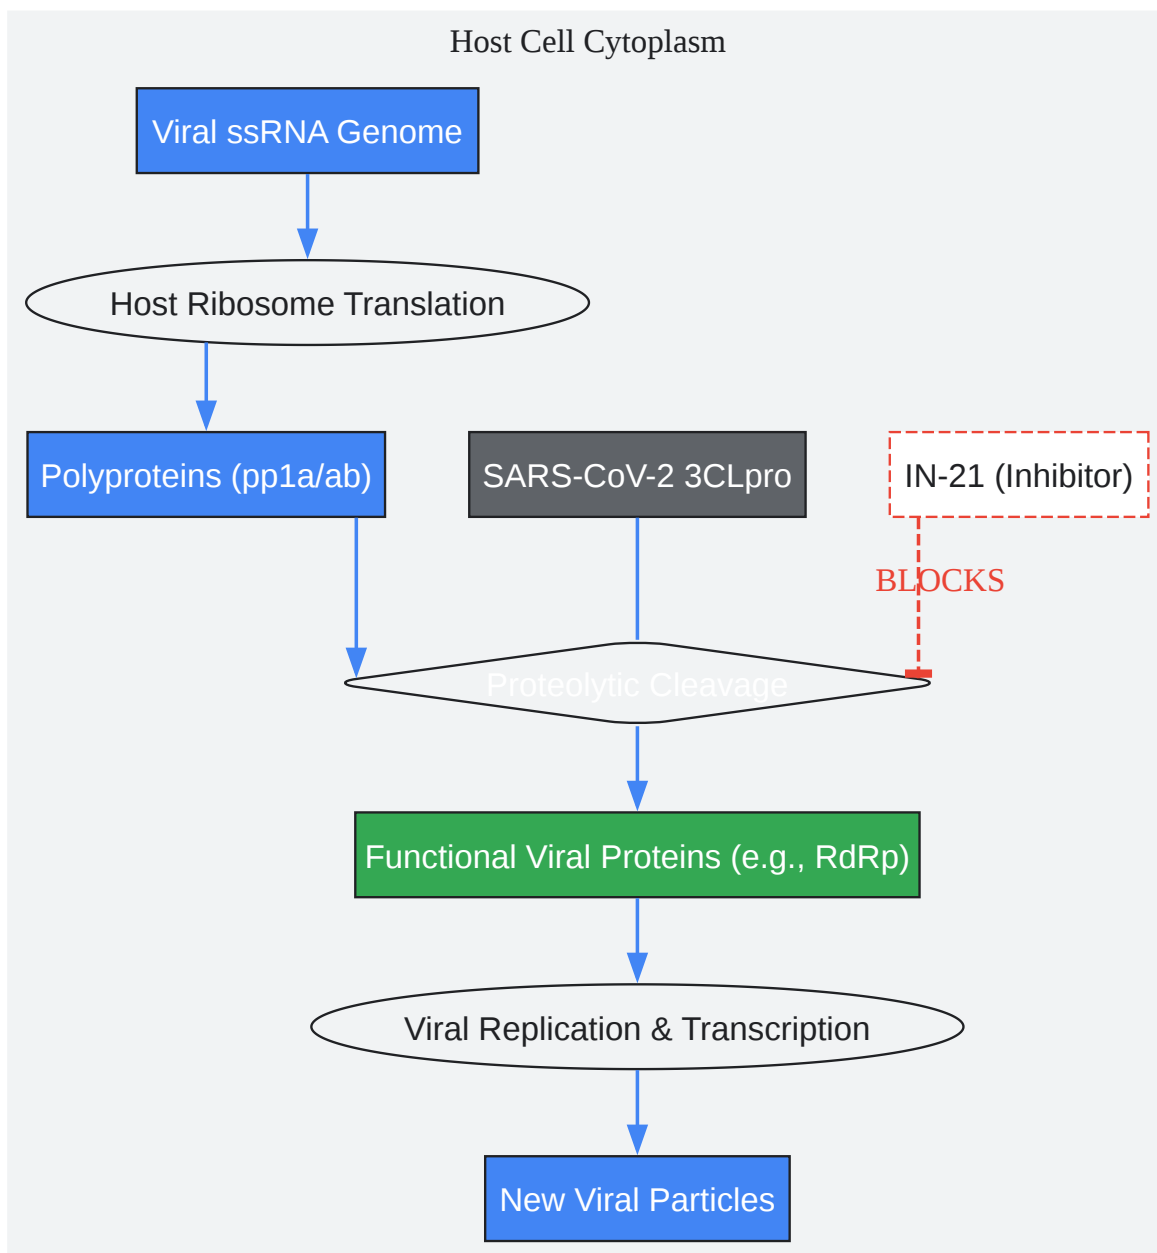 Host Cell Cytoplasm
Viral ssRNA Genome
Host Ribosome Translation
Polyproteins (pp1a/ab)
SARS-CoV-2 3CLpro
IN-21 (Inhibitor)
BLOCKS
Proteolytic Cleavage
Functional Viral Proteins (e.g., RdRp)
Viral Replication & Transcription
New Viral Particles